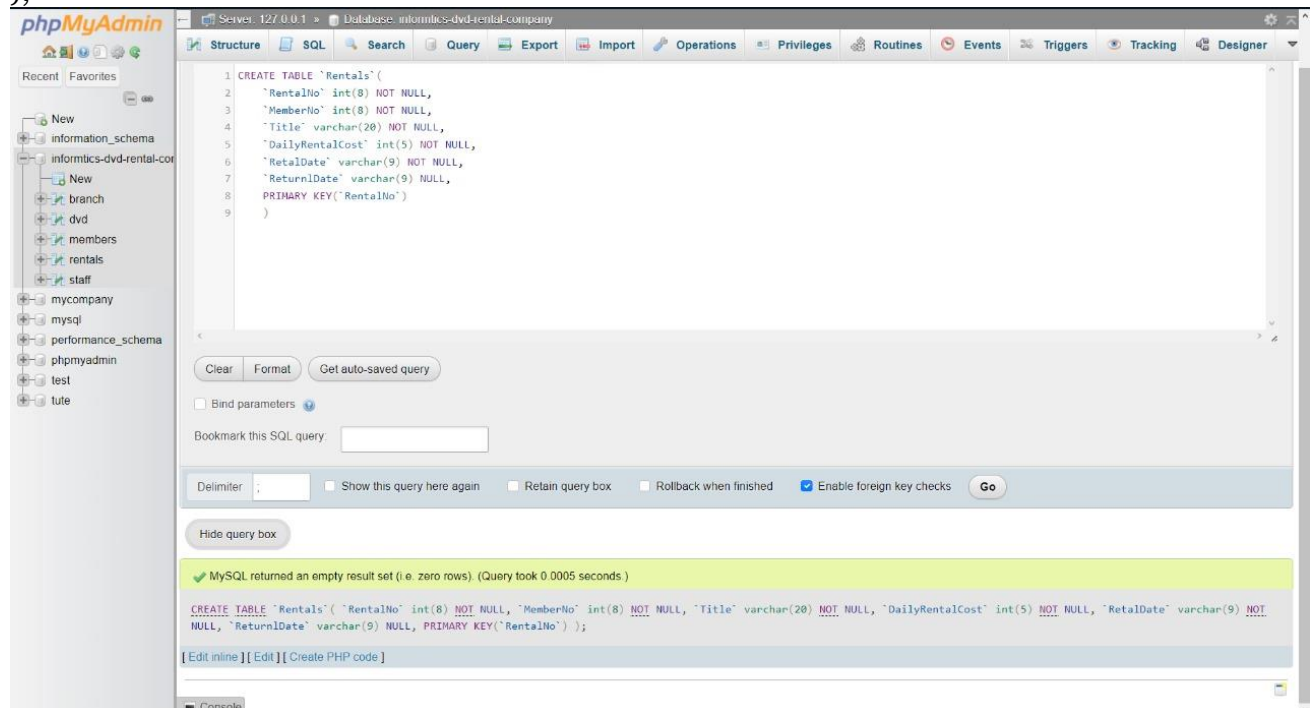 );
phpMyAdmin
Server: 127.0.0.1 » Database: informtics-dvd-rental-company
Structure SQL Search Query Export Import Operations Privileges Routines Events Triggers Tracking Designer
Recent Favorites
New
information_schema
informtics-dvd-rental-cor
New
branch
dvd
members
rentals
staff
mycompany
mysql
performance_schema
phpmyadmin
test
tute
1 CREATE TABLE `Rentals`(
2 `RentalNo` int(8) NOT NULL,
3 `MemberNo` int(8) NOT NULL,
4 `Title` varchar(20) NOT NULL,
5 `DailyRentalCost` int(5) NOT NULL,
6 `RetalDate` varchar(9) NOT NULL,
7 `ReturnlDate` varchar(9) NULL,
8 PRIMARY KEY(`RentalNo`)
9 )
Clear Format Get auto-saved query
Bind parameters
Bookmark this SQL query:
Delimiter ; Show this query here again Retain query box Rollback when finished Enable foreign key checks Go
Hide query box
MySQL returned an empty result set (i.e. zero rows). (Query took 0.0005 seconds.)
CREATE TABLE `Rentals`( `RentalNo` int(8) NOT NULL, `MemberNo` int(8) NOT NULL, `Title` varchar(20) NOT NULL, `DailyRentalCost` int(5) NOT NULL, `RetalDate` varchar(9) NOT
NULL, `ReturnlDate` varchar(9) NULL, PRIMARY KEY(`RentalNo`) );
[ Edit inline ] [ Edit ] [ Create PHP code ]
Console